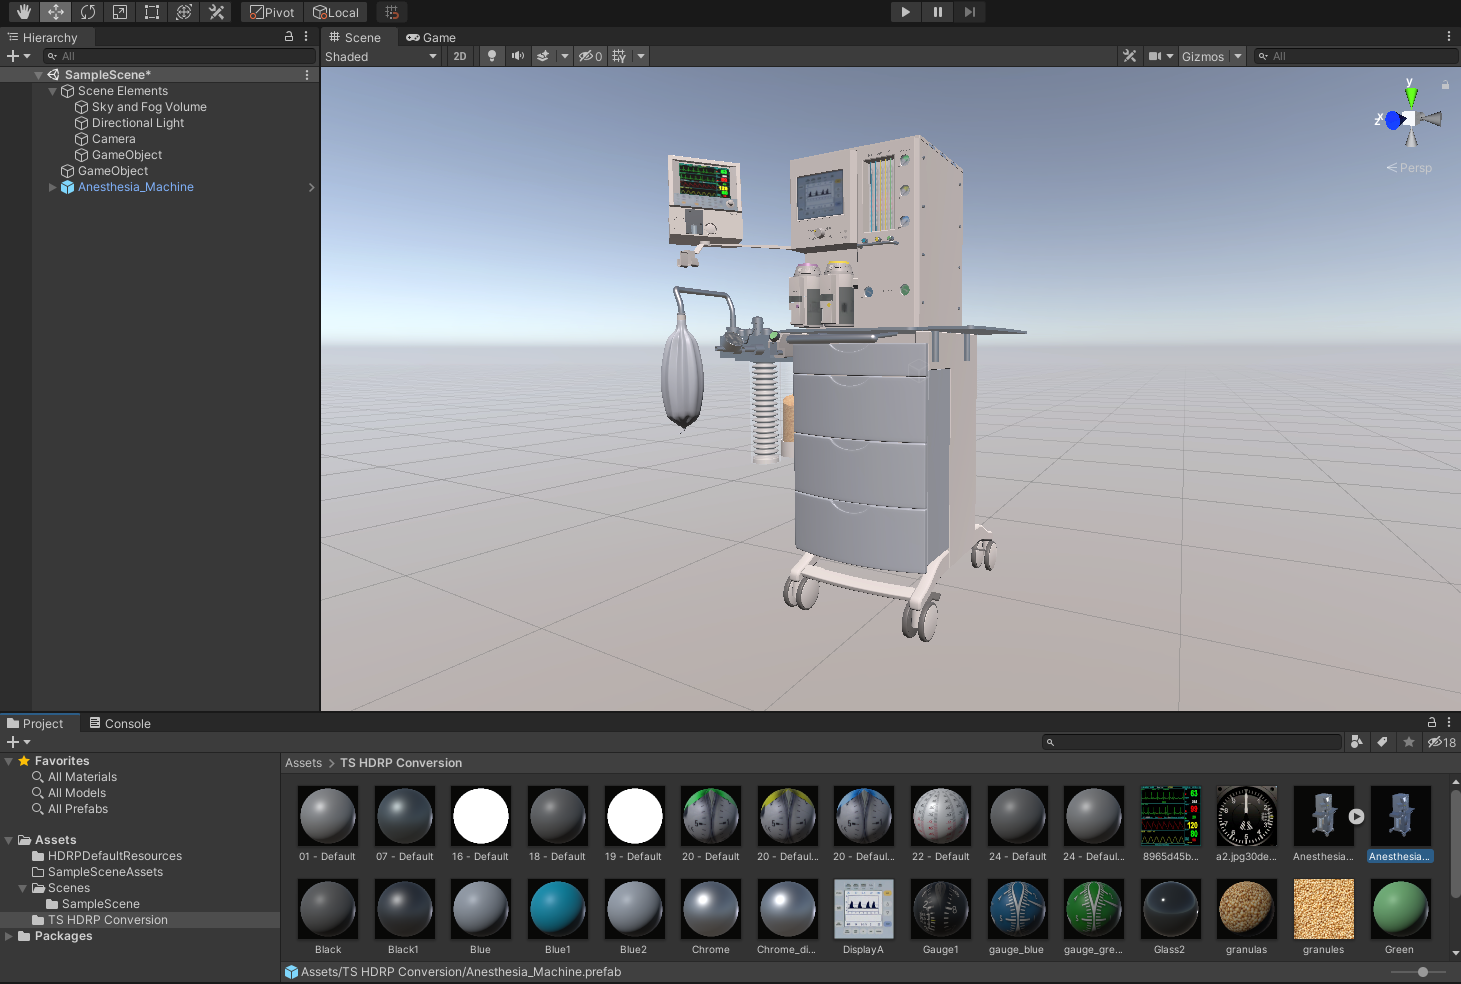 Pivot Local
Hierarchy
Scene Game
All
Shaded 2D 0 Gizmos All
SampleScene*
Scene Elements
Sky and Fog Volume
Directional Light
Camera
GameObject
GameObject
Anesthesia_Machine
y
x
z
Persp
Project Console
18
Favorites
All Materials
All Models
All Prefabs
Assets
HDRPDefaultResources
SampleSceneAssets
Scenes
SampleScene
TS HDRP Conversion
Packages
Assets > TS HDRP Conversion
01 - Default 07 - Default 16 - Default 18 - Default 19 - Default 20 - Default 20 - Defaul... 20 - Defaul... 22 - Default 24 - Default 24 - Defaul... 8965d45b... a2.jpg30de... Anesthesia... Anesthesia...
Black Black1 Blue Blue1 Blue2 Chrome Chrome_di... DisplayA Gauge1 gauge_blue gauge_gre... Glass2 granulas granules Green
Assets/TS HDRP Conversion/Anesthesia_Machine.prefab